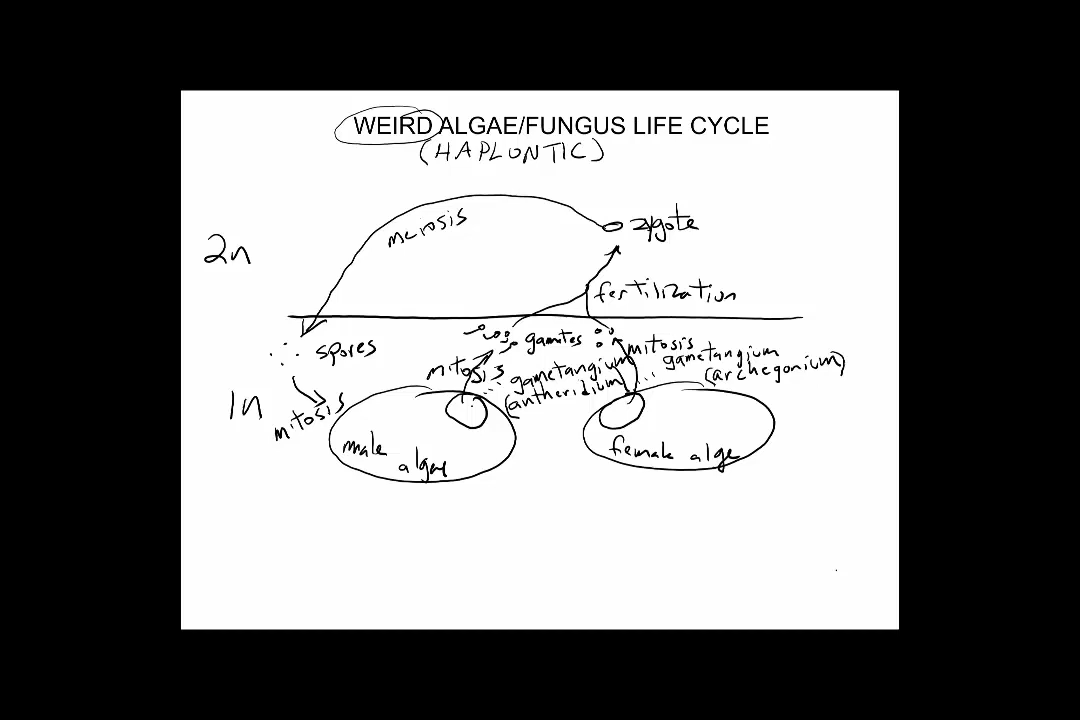 WEIRD ALGAE/FUNGUS LIFE CYCLE
(HAPLONTIC)
meiosis
zygote
2n
fertilization
spores
gametes
mitosis
gametangium
(archegonium)
mitosis
gametangium
(antheridium)
1n
mitosis
male
algae
female alge